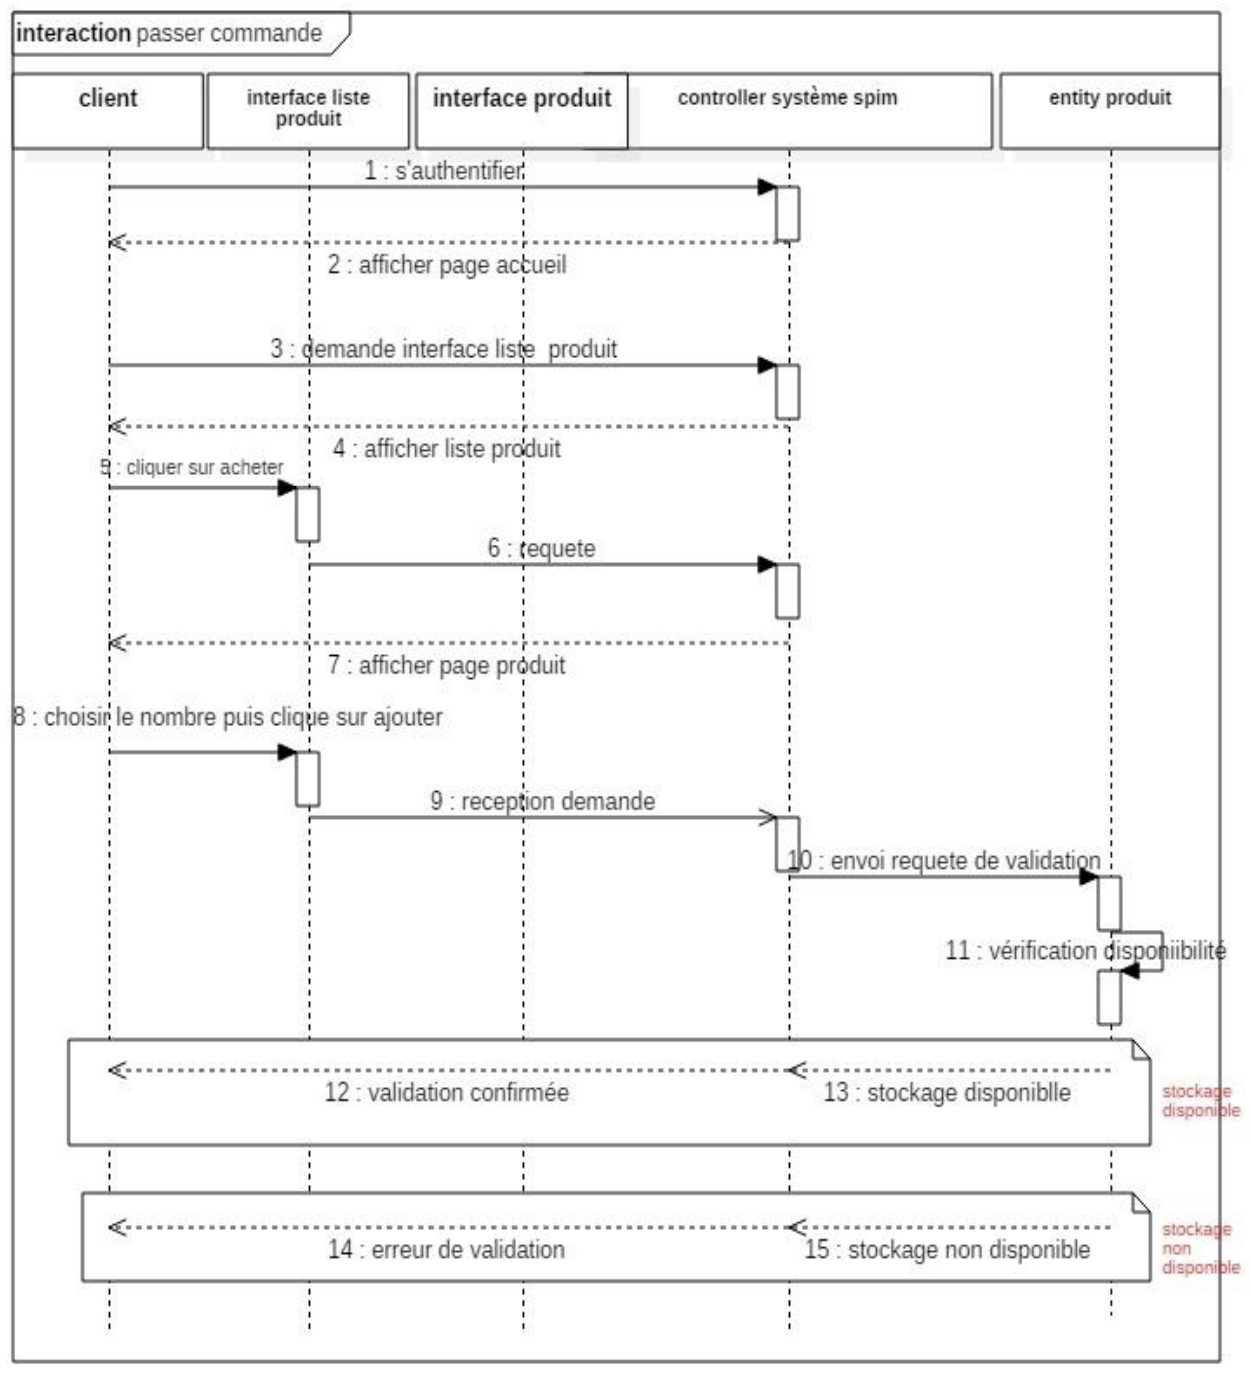 interaction passer commande
client
interface liste
produit
interface produit
controller système spim
entity produit
1 : s'authentifier
2 : afficher page accueil
3 : demande interface liste produit
4 : afficher liste produit
5 : cliquer sur acheter
6 : requete
7 : afficher page produit
8 : choisir le nombre puis clique sur ajouter
9 : reception demande
10 : envoi requete de validation
11 : vérification disponiibilité
12 : validation confirmée
13 : stockage disponiblle
stockage
disponible
14 : erreur de validation
15 : stockage non disponible
stockage
non
disponible